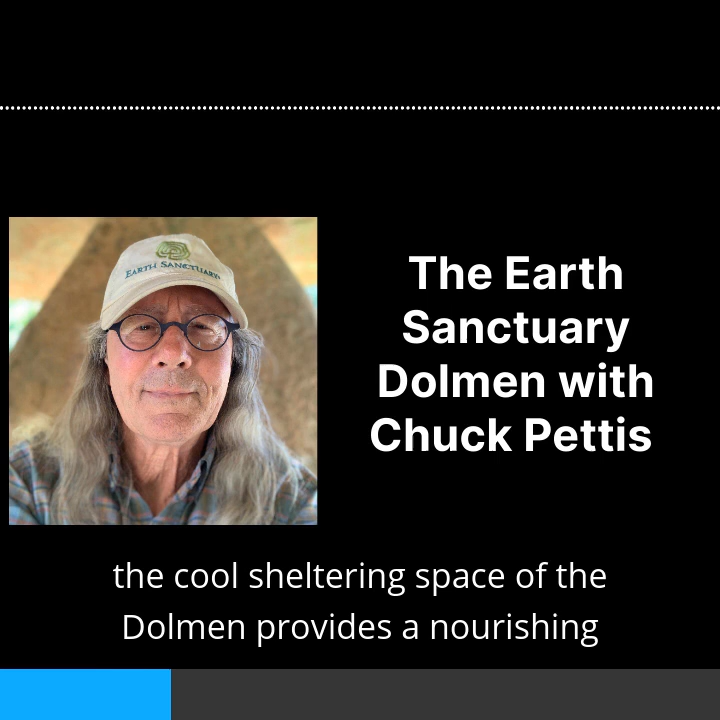 EARTH SANCTUARY
The Earth
Sanctuary
Dolmen with
Chuck Pettis
the cool sheltering space of the
Dolmen provides a nourishing